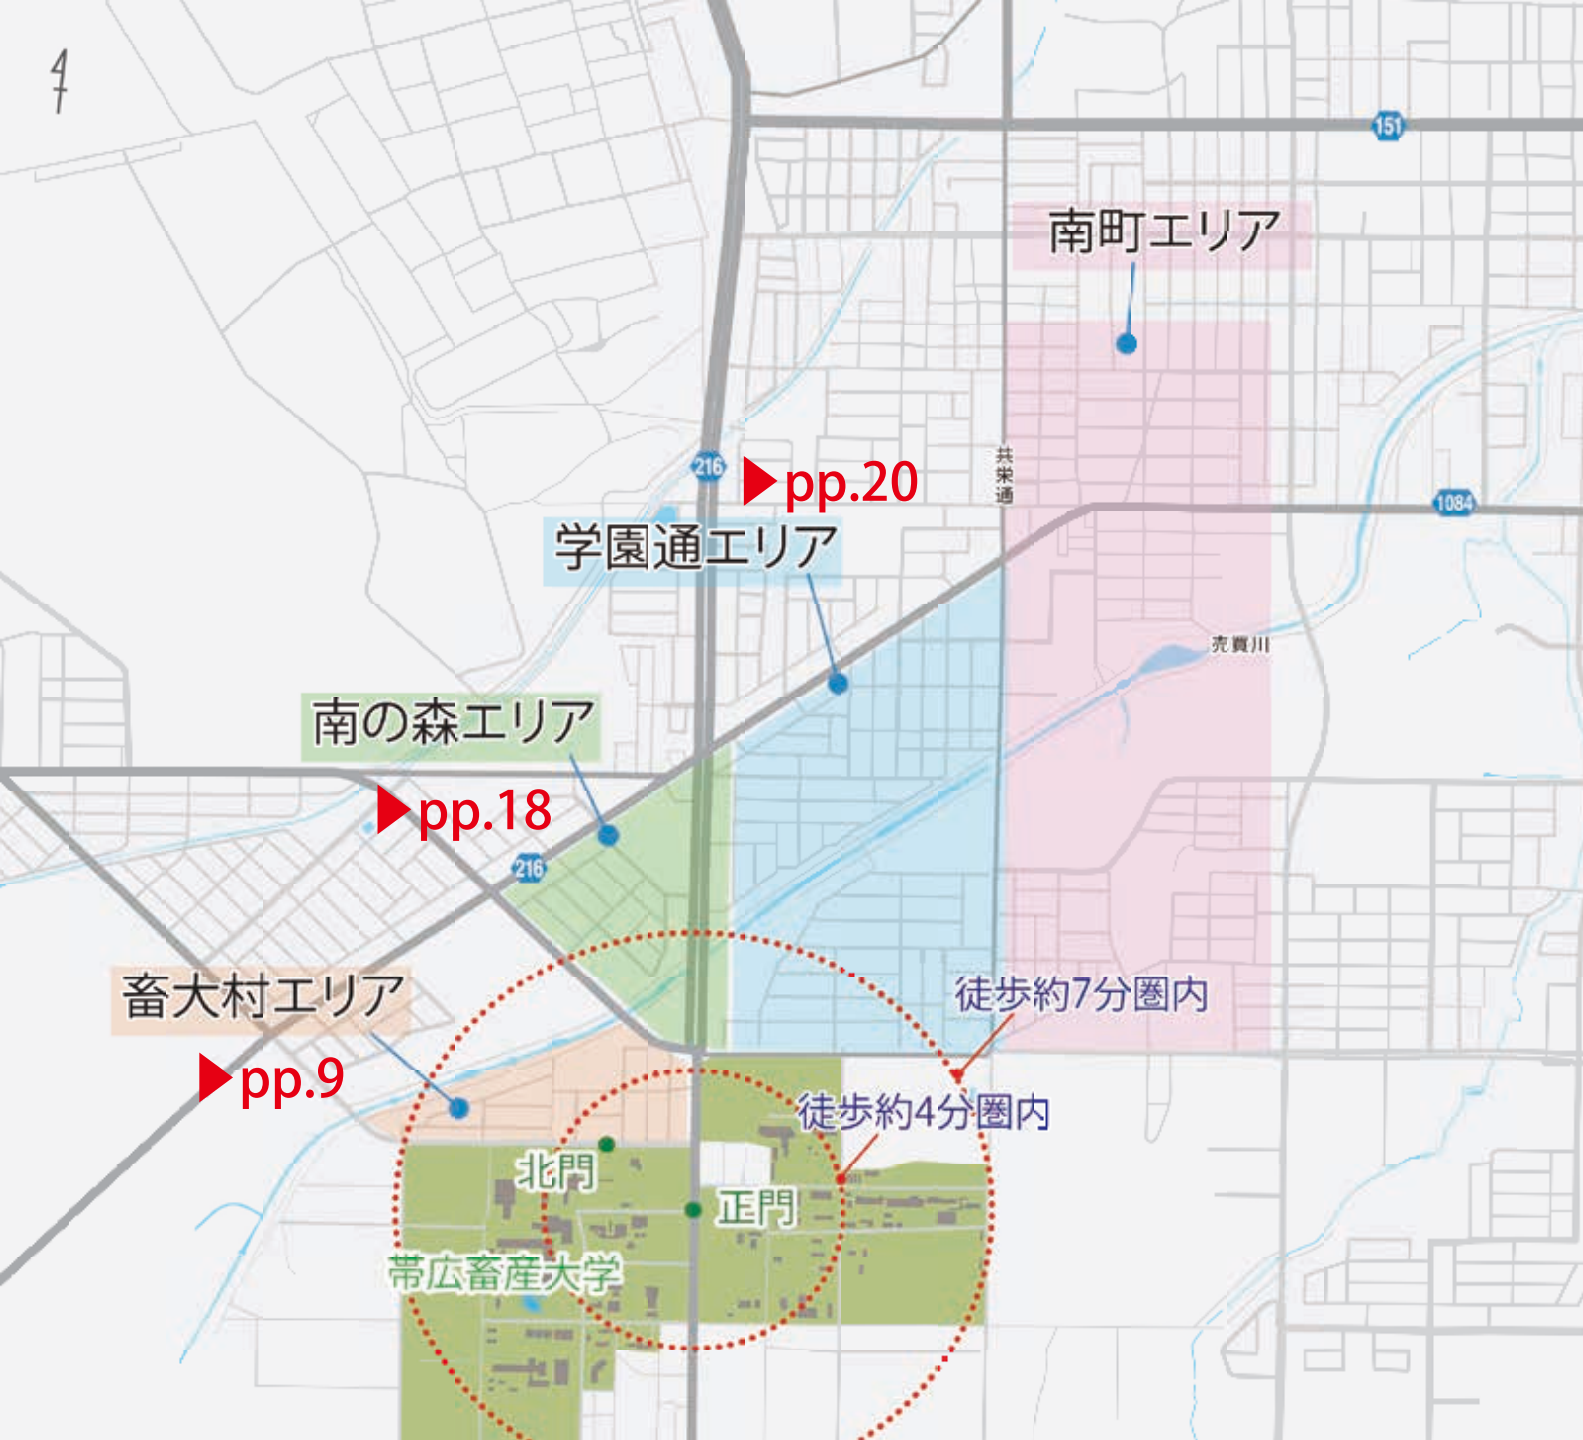 151
南町エリア
共栄通
216
pp.20
1084
学園通エリア
売買川
南の森エリア
pp.18
216
畜大村エリア
徒歩約7分圏内
pp.9
徒歩約4分圏内
北門
正門
帯広畜産大学